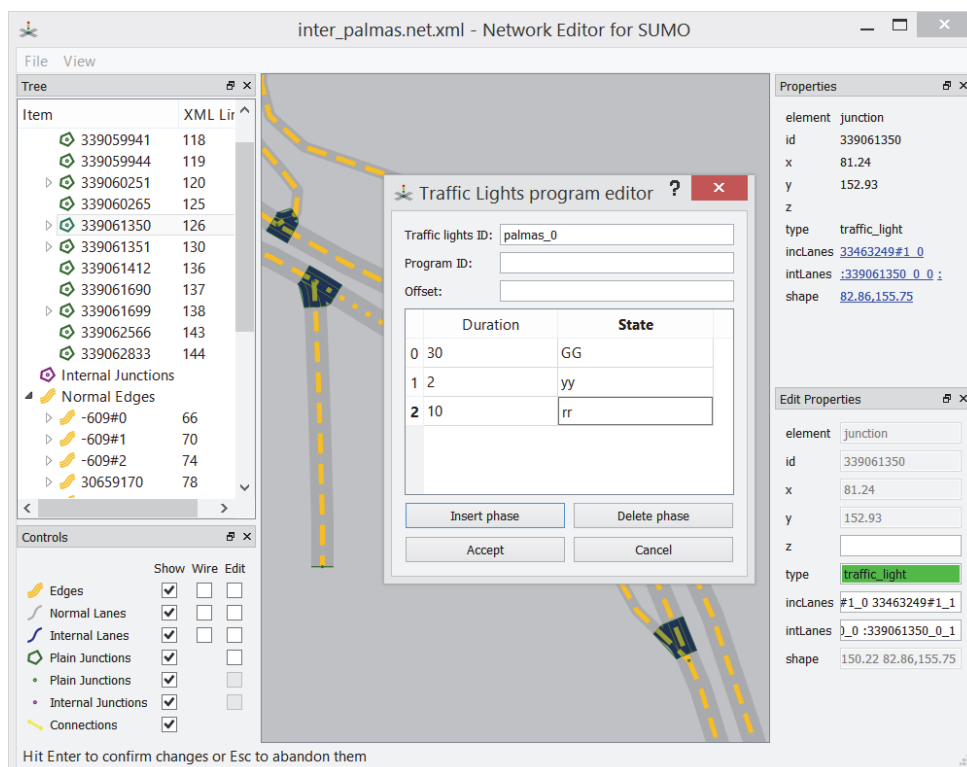 inter_palmas.net.xml - Network Editor for SUMO
File View
Tree
Item XML Lir
339059941 118
339059944 119
339060251 120
339060265 125
339061350 126
339061351 130
339061412 136
339061690 137
339061699 138
339062566 143
339062833 144
Internal Junctions
Normal Edges
-609#0 66
-609#1 70
-609#2 74
30659170 78
Controls
Show Wire Edit
Edges
Normal Lanes
Internal Lanes
Plain Junctions
Plain Junctions
Internal Junctions
Connections
Hit Enter to confirm changes or Esc to abandon them
Traffic Lights program editor ? x
Traffic lights ID: palmas_0
Program ID:
Offset:
Duration State
0 30 GG
1 2 yy
2 10 rr
Insert phase Delete phase
Accept Cancel
Properties
element junction
id 339061350
x 81.24
y 152.93
z
type traffic_light
incLanes 33463249#1_0
intLanes :339061350_0_0 :
shape 82.86,155.75
Edit Properties
element junction
id 339061350
x 81.24
y 152.93
z
type traffic_light
incLanes #1_0 33463249#1_1
intLanes 0_0 :339061350_0_1
shape 150.22 82.86,155.75